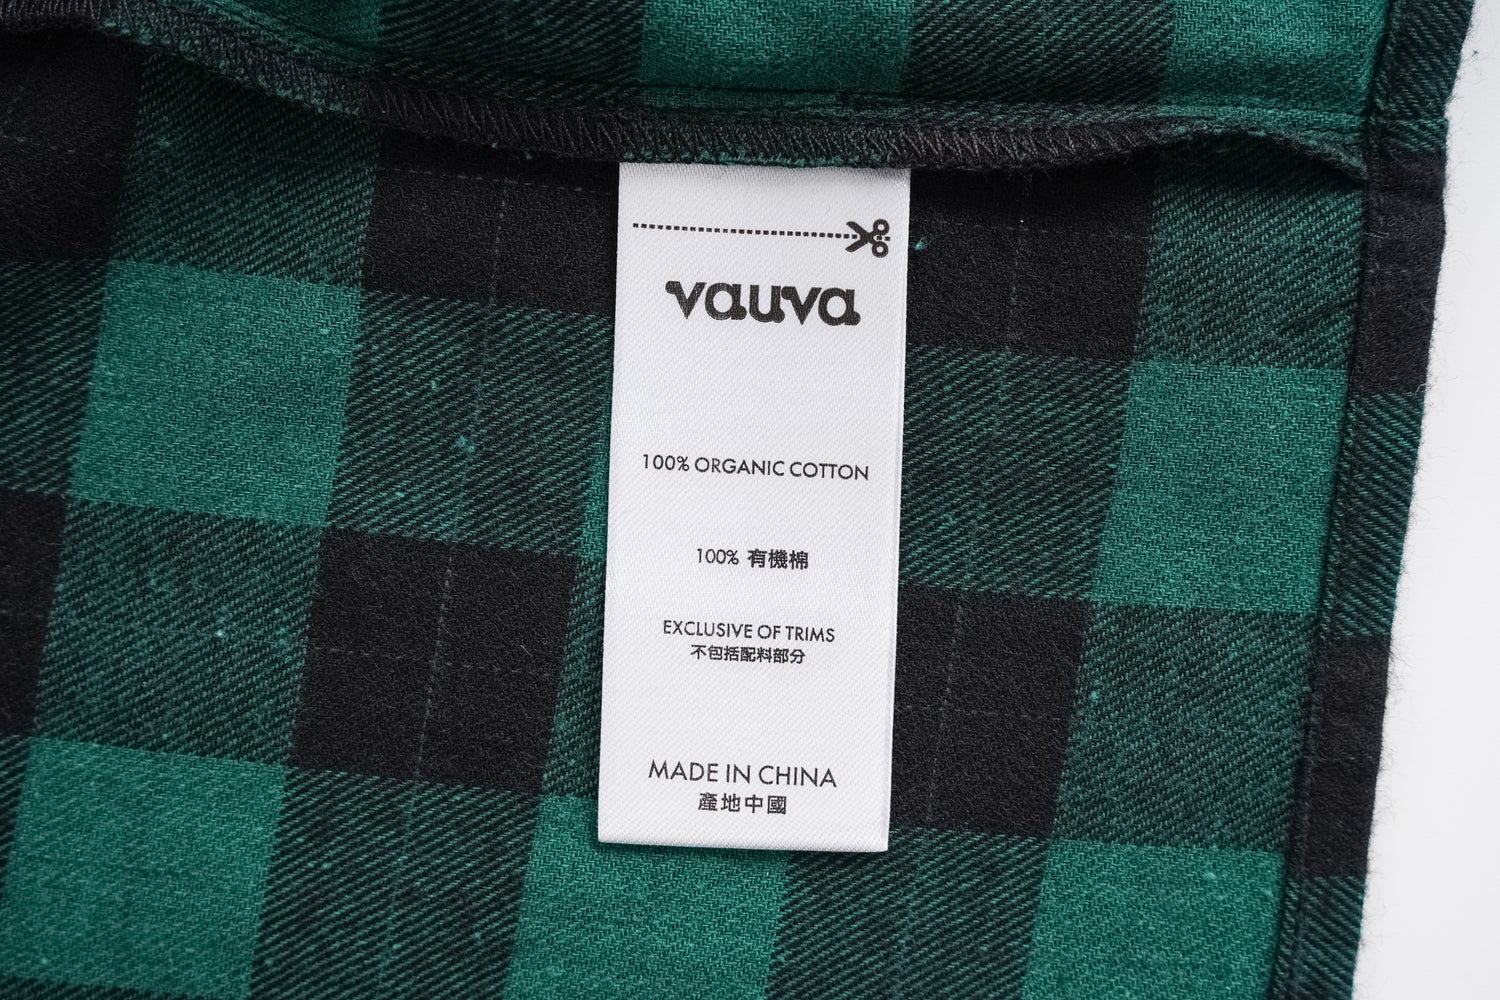 vauva
100% ORGANIC COTTON
100% 有機棉
EXCLUSIVE OF TRIMS
不包括配料部分
MADE IN CHINA
產地中國